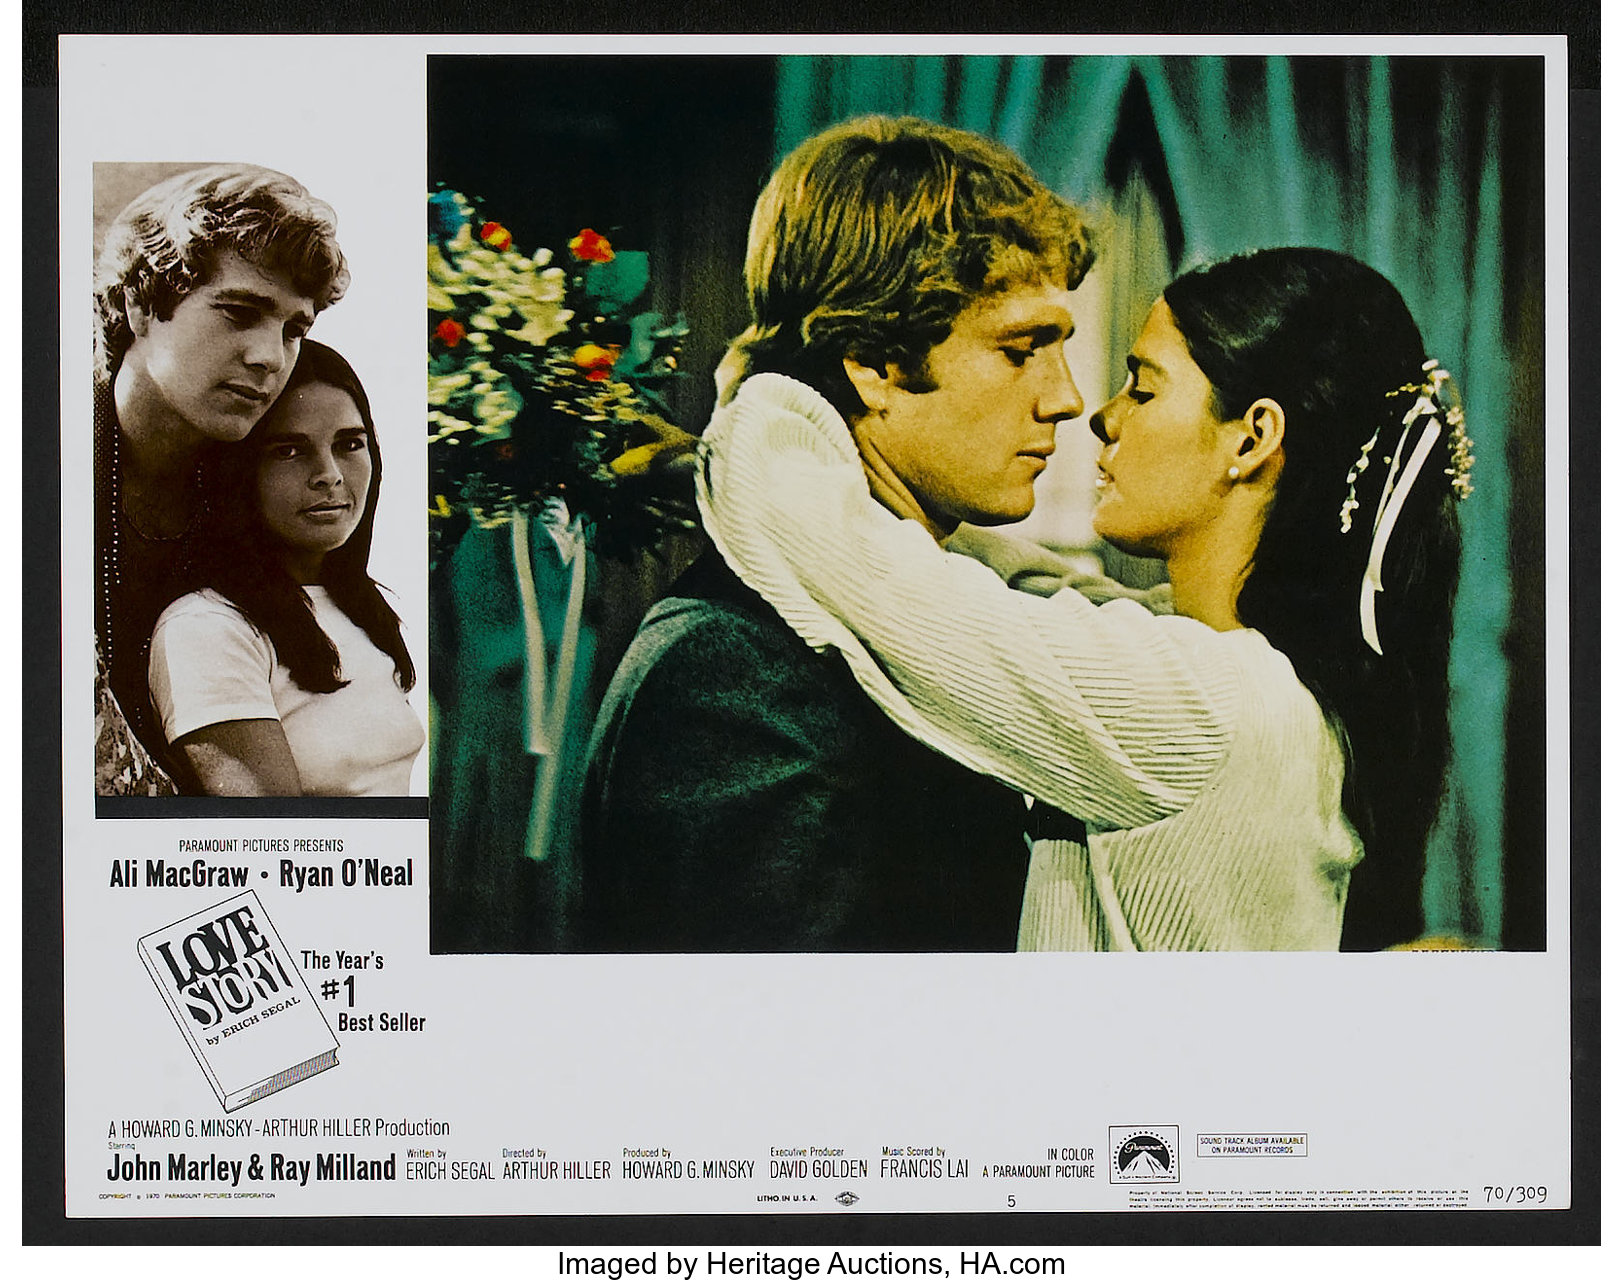 PARAMOUNT PICTURES PRESENTS
Ali MacGraw • Ryan O'Neal
LOVE
STORY
by ERICH SEGAL
The Year's
#1
Best Seller
A HOWARD G. MINSKY-ARTHUR HILLER Production
Starring
John Marley & Ray Milland
Written by
ERICH SEGAL
Directed by
ARTHUR HILLER
Produced by
HOWARD G. MINSKY
Executive Producer
DAVID GOLDEN
Music Scored by
FRANCIS LAI
IN COLOR
A PARAMOUNT PICTURE
Paramount
SOUND TRACK ALBUM AVAILABLE
ON PARAMOUNT RECORDS
COPYRIGHT © 1970 PARAMOUNT PICTURES CORPORATION
LITHO. IN U.S.A.
5
70/309
Imaged by Heritage Auctions, HA.com